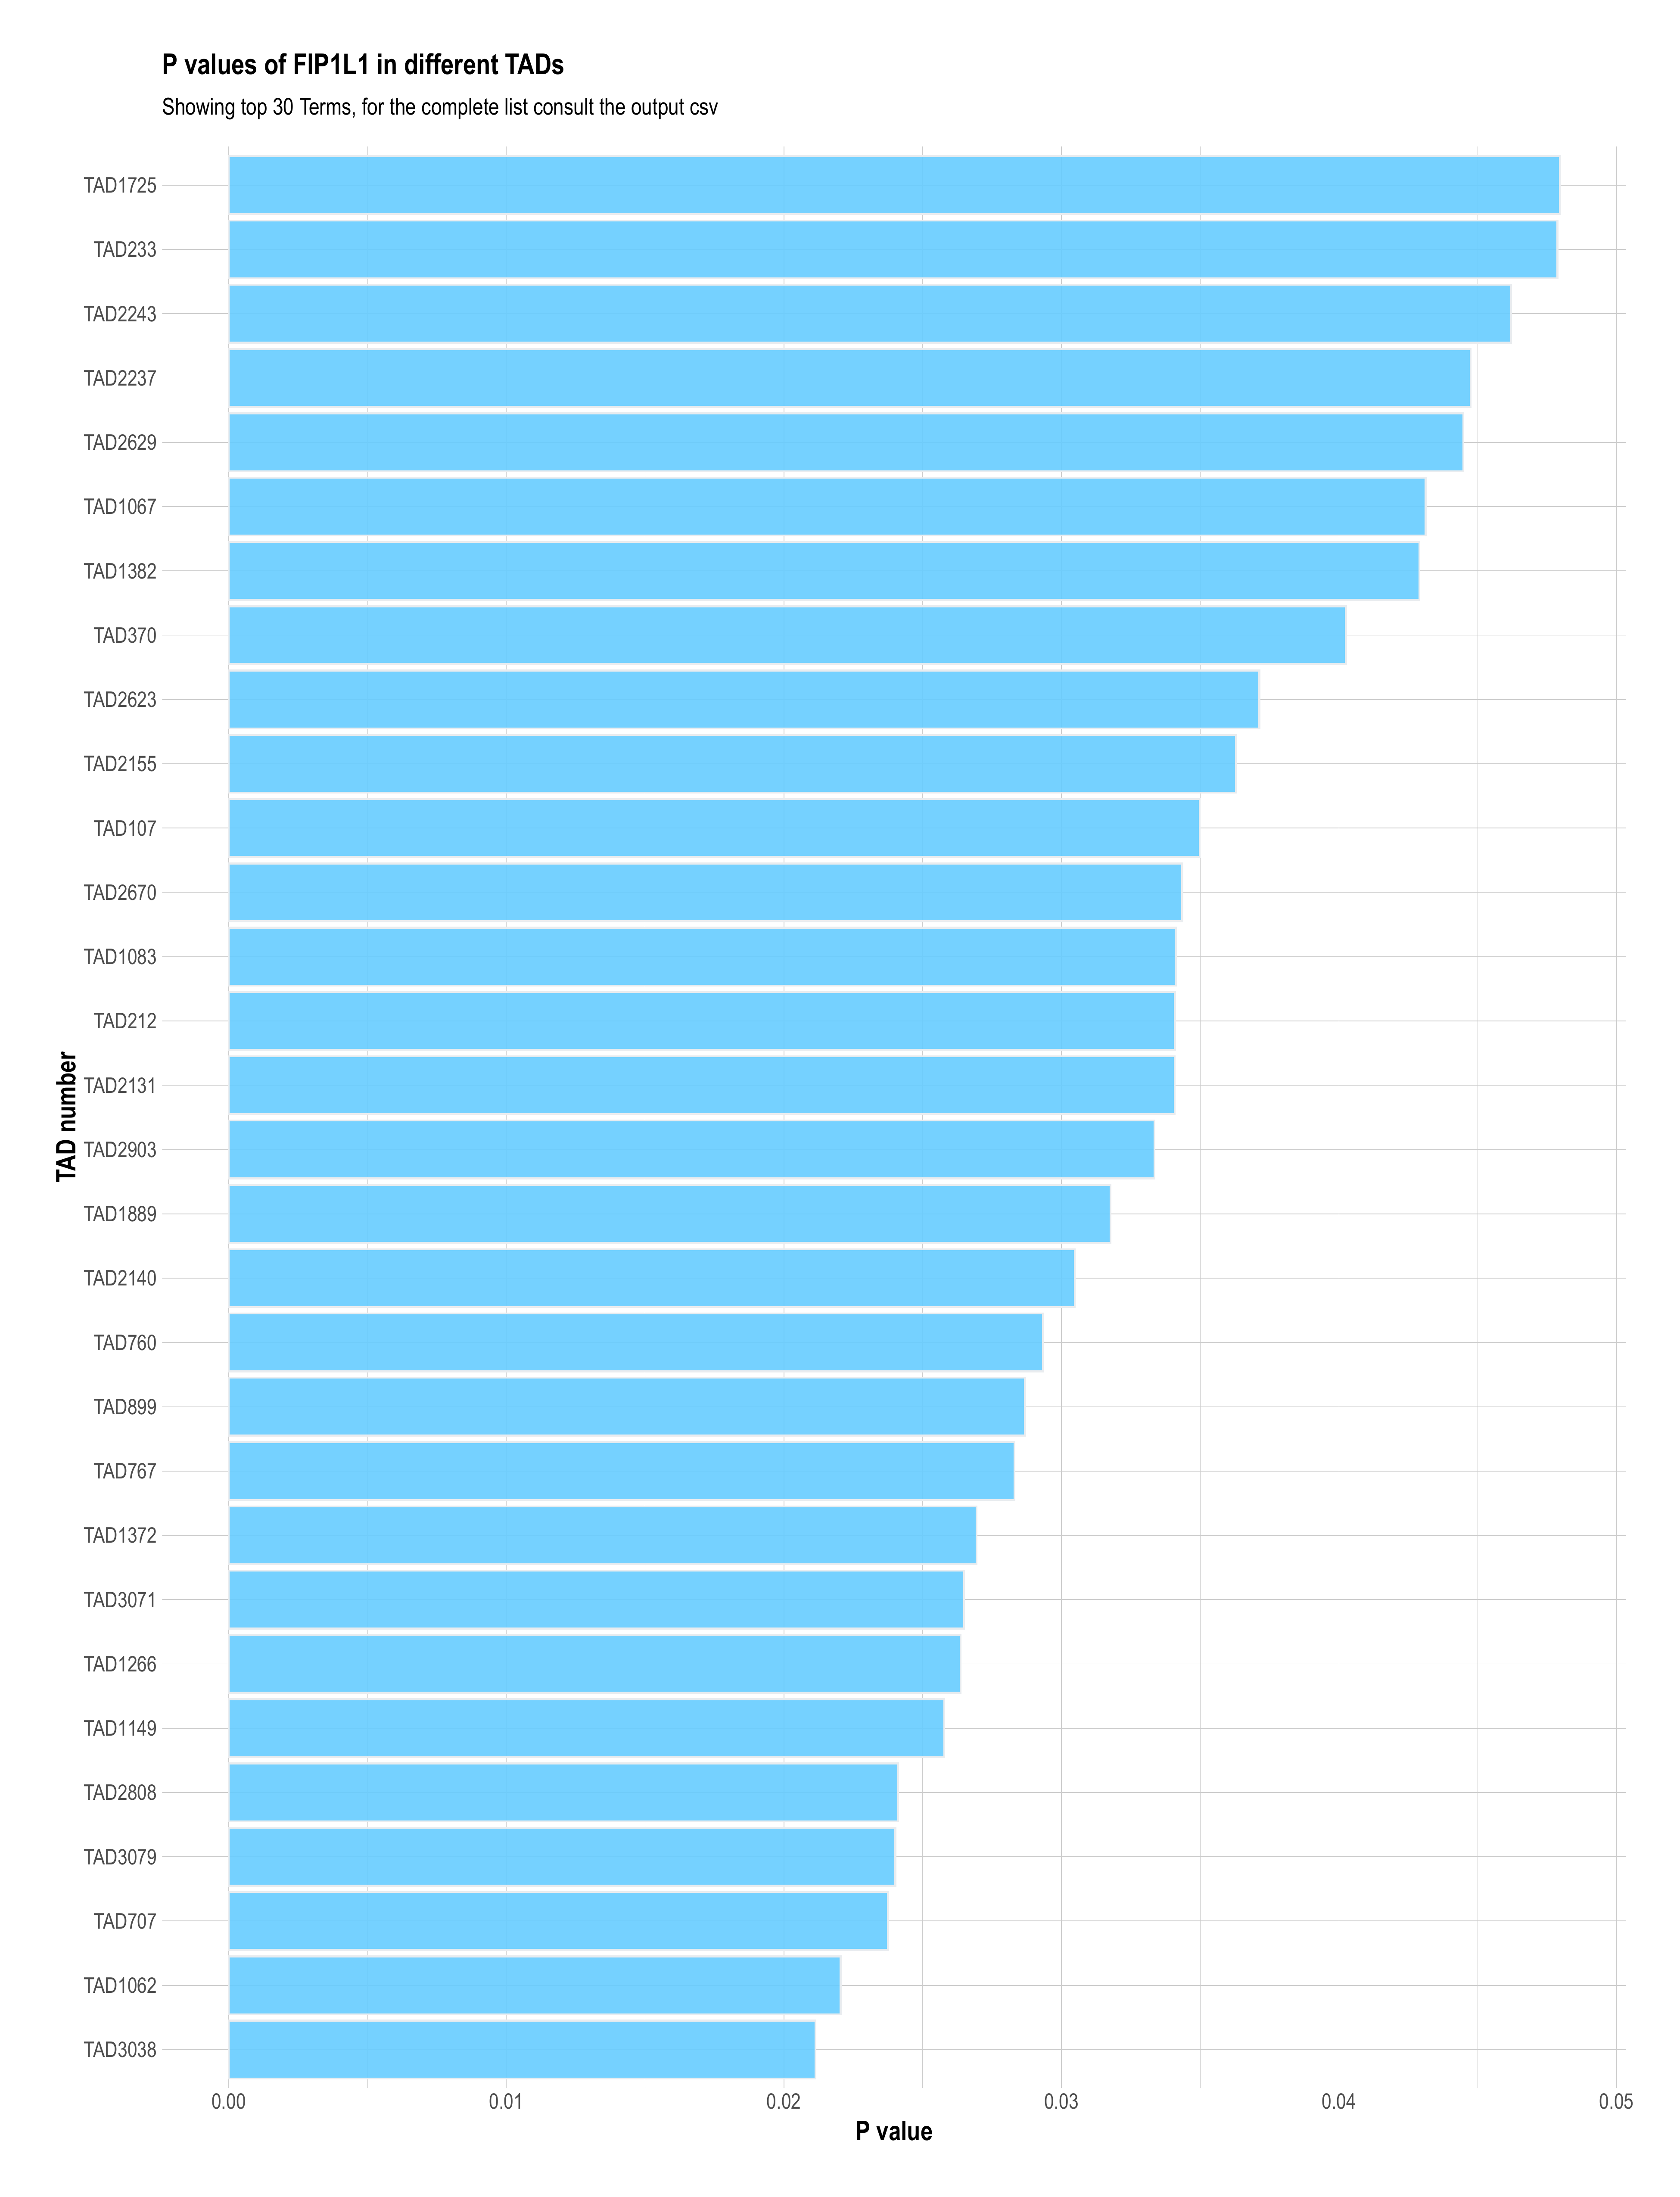 P values of FIP1L1 in different TADs
Showing top 30 Terms, for the complete list consult the output csv
TAD number
TAD1725
TAD233
TAD2243
TAD2237
TAD2629
TAD1067
TAD1382
TAD370
TAD2623
TAD2155
TAD107
TAD2670
TAD1083
TAD212
TAD2131
TAD2903
TAD1889
TAD2140
TAD760
TAD899
TAD767
TAD1372
TAD3071
TAD1266
TAD1149
TAD2808
TAD3079
TAD707
TAD1062
TAD3038
0.00 0.01 0.02 0.03 0.04 0.05
P value